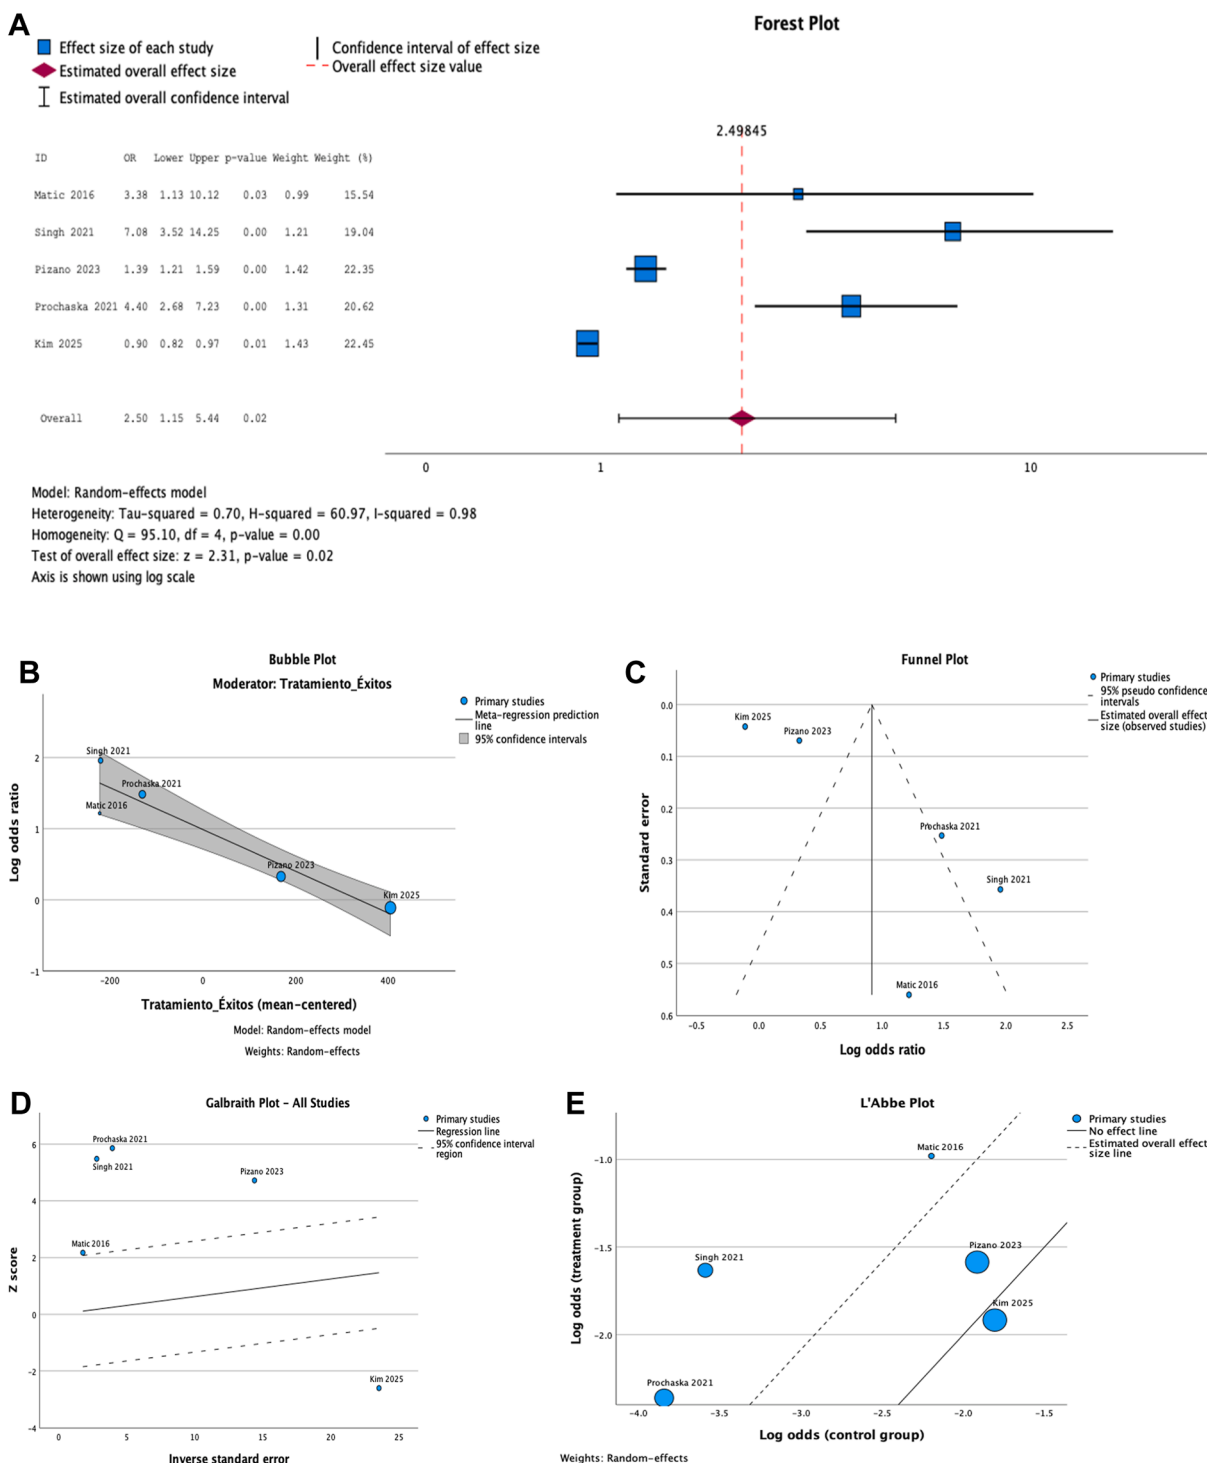 A
Forest Plot
Effect size of each study
Confidence interval of effect size
Estimated overall effect size
Overall effect size value
Estimated overall confidence interval
2.49845
ID OR Lower Upper p-value Weight Weight (%)
Matic 2016 3.38 1.13 10.12 0.03 0.99 15.54
Singh 2021 7.08 3.52 14.25 0.00 1.21 19.04
Pizano 2023 1.39 1.21 1.59 0.00 1.42 22.35
Prochaska 2021 4.40 2.68 7.23 0.00 1.31 20.62
Kim 2025 0.90 0.82 0.97 0.01 1.43 22.45
Overall 2.50 1.15 5.44 0.02
0 1 10
Model: Random-effects model
Heterogeneity: Tau-squared = 0.70, H-squared = 60.97, I-squared = 0.98
Homogeneity: Q = 95.10, df = 4, p-value = 0.00
Test of overall effect size: z = 2.31, p-value = 0.02
Axis is shown using log scale
B
Bubble Plot
Moderator: Tratamiento_Éxitos
Primary studies
Meta-regression prediction
line
95% confidence intervals
Log odds ratio
2
1
0
-1
Singh 2021
Prochaska 2021
Matic 2016
Pizano 2023
Kim 2025
-200 0 200 400
Tratamiento_Éxitos (mean-centered)
Model: Random-effects model
Weights: Random-effects
C
Funnel Plot
Primary studies
95% pseudo confidence
intervals
Estimated overall effect
size (observed studies)
Standard error
0.0
0.1
0.2
0.3
0.4
0.5
0.6
Kim 2025
Pizano 2023
Prochaska 2021
Singh 2021
Matic 2016
-0.5 0.0 0.5 1.0 1.5 2.0 2.5
Log odds ratio
D
Galbraith Plot - All Studies
Primary studies
Regression line
95% confidence interval
region
Z score
6
4
2
0
-2
-4
Prochaska 2021
Singh 2021
Pizano 2023
Matic 2016
Kim 2025
0 5 10 15 20 25
Inverse standard error
E
L'Abbe Plot
Primary studies
No effect line
Estimated overall effect
size line
Log odds (treatment group)
-1.0
-1.5
-2.0
Matic 2016
Pizano 2023
Singh 2021
Kim 2025
Prochaska 2021
-4.0 -3.5 -3.0 -2.5 -2.0 -1.5
Log odds (control group)
Weights: Random-effects